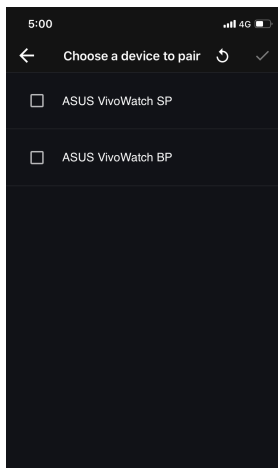 5:00
4G
Choose a device to pair
ASUS VivoWatch SP
ASUS VivoWatch BP